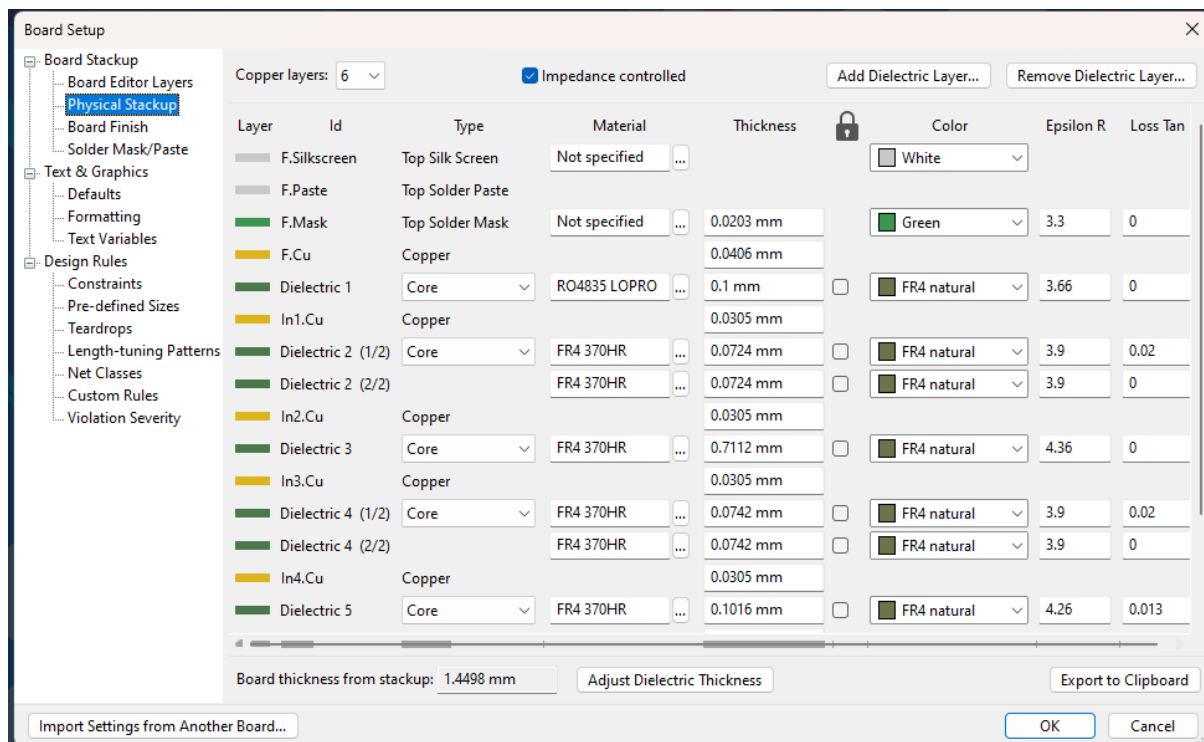 Board Setup
Board Stackup
Board Editor Layers
Physical Stackup
Board Finish
Solder Mask/Paste
Text & Graphics
Defaults
Formatting
Text Variables
Design Rules
Constraints
Pre-defined Sizes
Teardrops
Length-tuning Patterns
Net Classes
Custom Rules
Violation Severity
Copper layers: 6 Impedance controlled Add Dielectric Layer... Remove Dielectric Layer...
Layer Id Type Material Thickness Color Epsilon R Loss Tan
F.Silkscreen Top Silk Screen Not specified ... White
F.Paste Top Solder Paste
F.Mask Top Solder Mask Not specified ... 0.0203 mm Green 3.3 0
F.Cu Copper 0.0406 mm
Dielectric 1 Core RO4835 LOPRO ... 0.1 mm FR4 natural 3.66 0
In1.Cu Copper 0.0305 mm
Dielectric 2 (1/2) Core FR4 370HR ... 0.0724 mm FR4 natural 3.9 0.02
Dielectric 2 (2/2) FR4 370HR ... 0.0724 mm FR4 natural 3.9 0
In2.Cu Copper 0.0305 mm
Dielectric 3 Core FR4 370HR ... 0.7112 mm FR4 natural 4.36 0
In3.Cu Copper 0.0305 mm
Dielectric 4 (1/2) Core FR4 370HR ... 0.0742 mm FR4 natural 3.9 0.02
Dielectric 4 (2/2) FR4 370HR ... 0.0742 mm FR4 natural 3.9 0
In4.Cu Copper 0.0305 mm
Dielectric 5 Core FR4 370HR ... 0.1016 mm FR4 natural 4.26 0.013
Board thickness from stackup: 1.4498 mm Adjust Dielectric Thickness Export to Clipboard
Import Settings from Another Board... OK Cancel